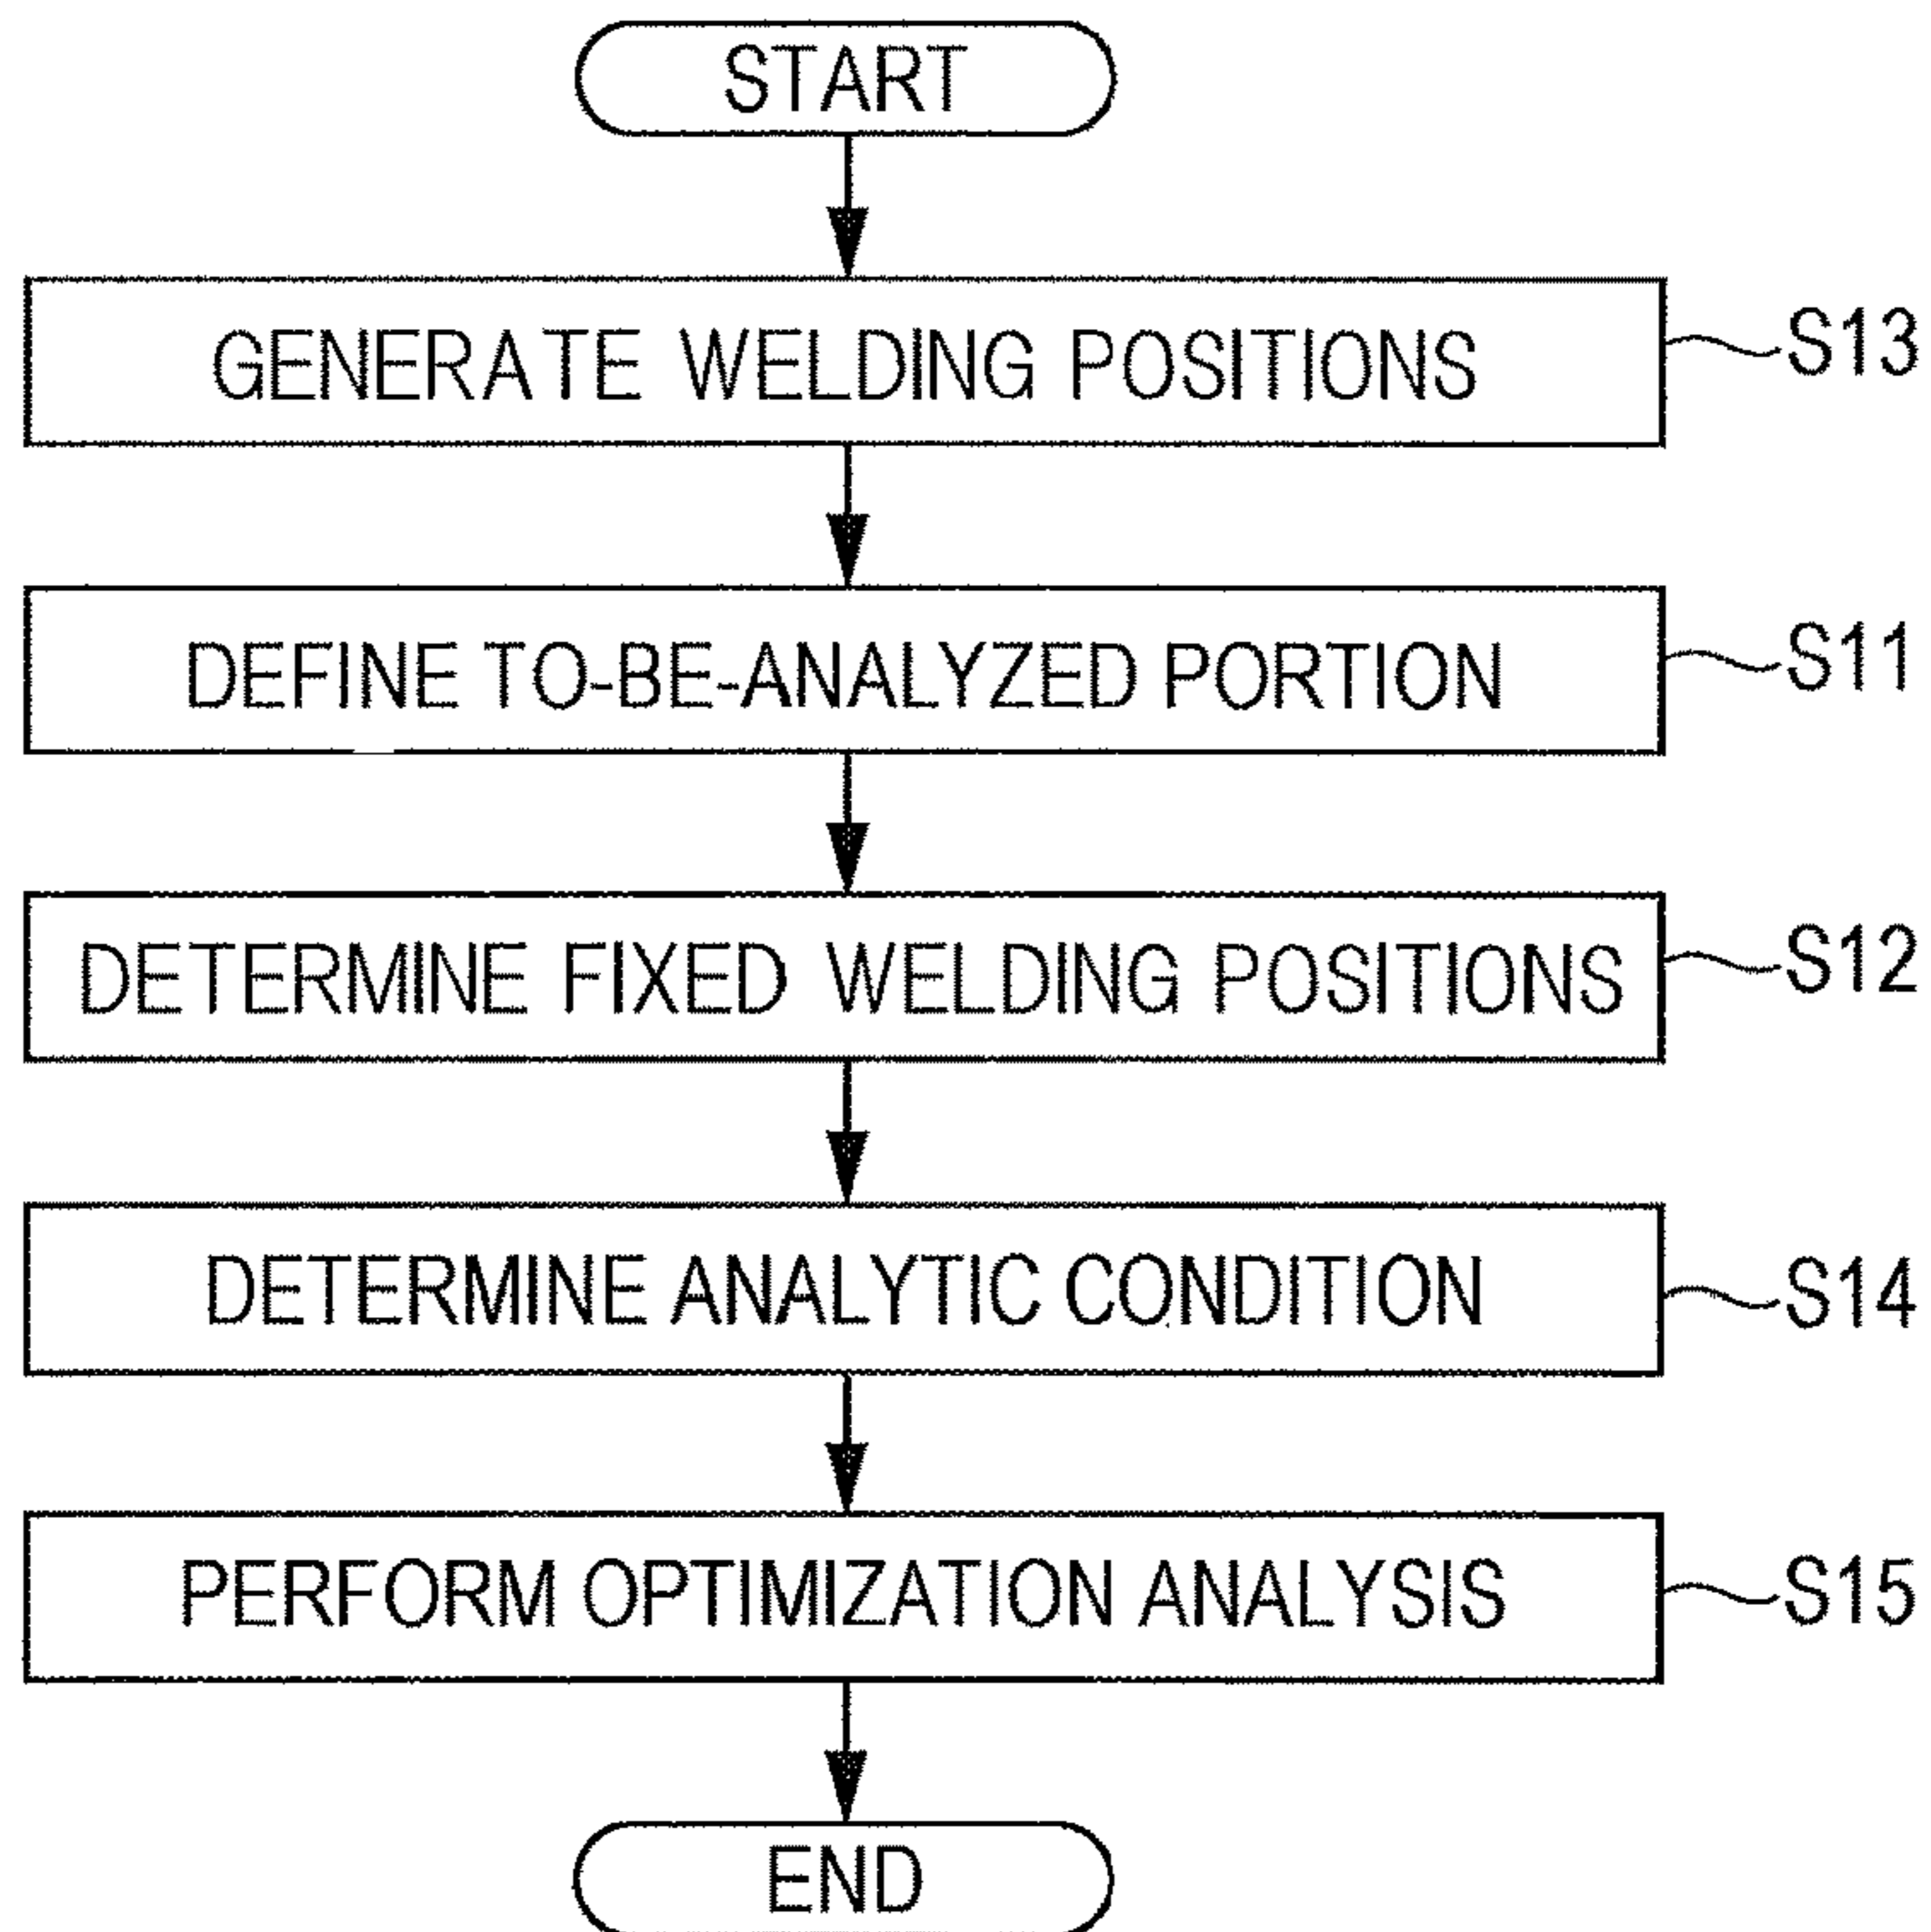 START
GENERATE WELDING POSITIONS
S13
DEFINE TO-BE-ANALYZED PORTION
S11
DETERMINE FIXED WELDING POSITIONS
S12
DETERMINE ANALYTIC CONDITION
S14
PERFORM OPTIMIZATION ANALYSIS
S15
END